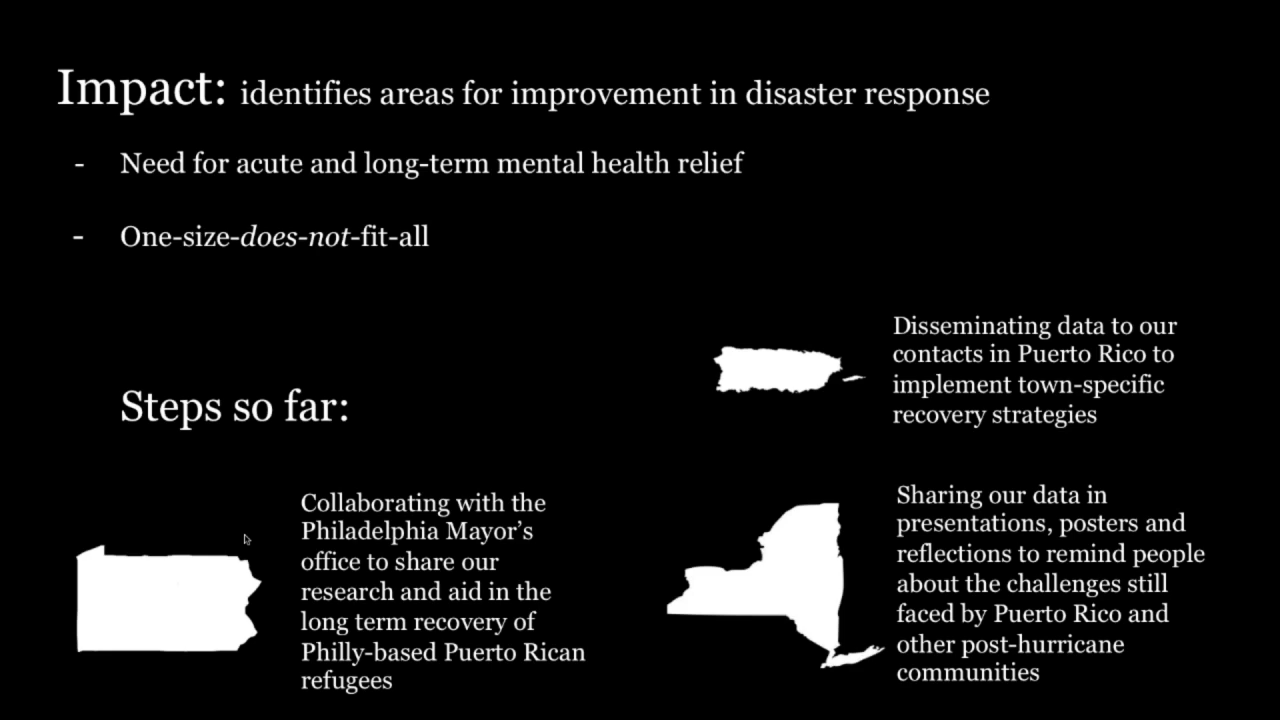 Impact: identifies areas for improvement in disaster response
- Need for acute and long-term mental health relief
- One-size-does-not-fit-all
Disseminating data to our
contacts in Puerto Rico to
implement town-specific
recovery strategies
Steps so far:
Collaborating with the
Philadelphia Mayor’s
office to share our
research and aid in the
long term recovery of
Philly-based Puerto Rican
refugees
Sharing our data in
presentations, posters and
reflections to remind people
about the challenges still
faced by Puerto Rico and
other post-hurricane
communities